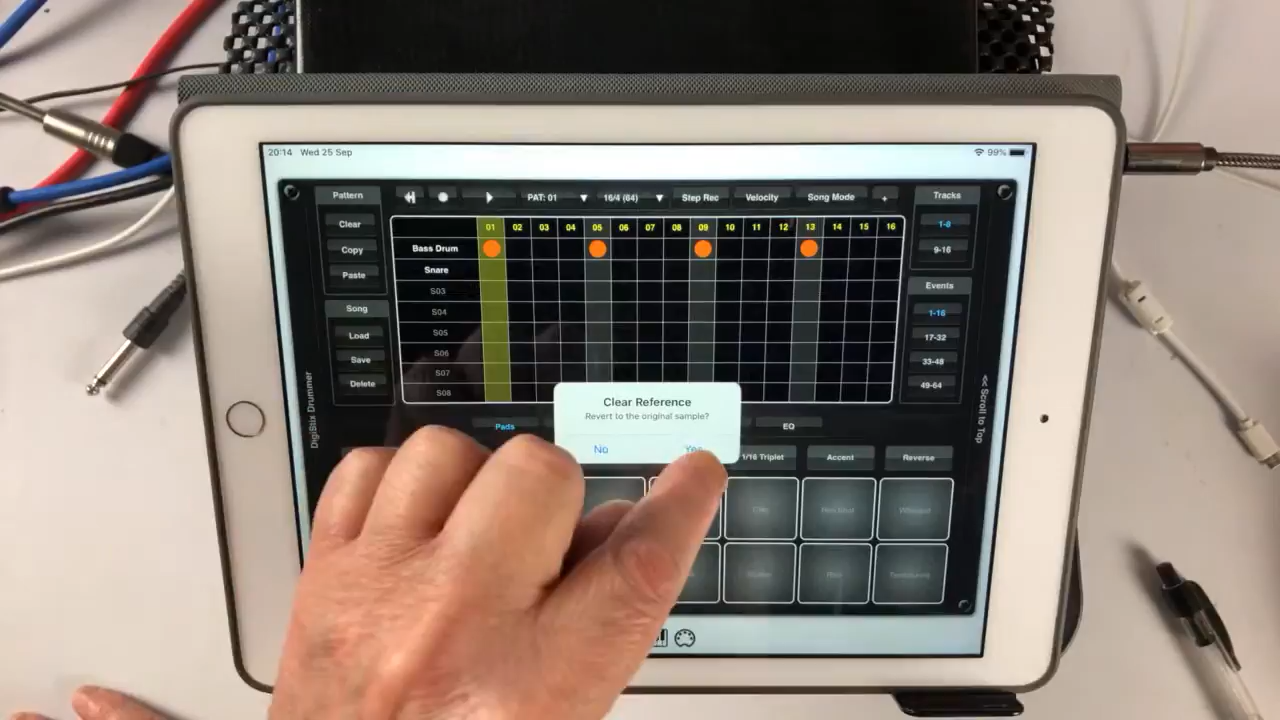 20:14 Wed 25 Sep
99%
Pattern
PAT: 01
16/4 (64)
Step Rec
Velocity
Song Mode
+
Tracks
Clear
Copy
Paste
01 02 03 04 05 06 07 08 09 10 11 12 13 14 15 16
Bass Drum
Snare
S03
S04
S05
S06
S07
S08
1-8
9-16
Events
1-16
17-32
33-48
49-64
Song
Load
Save
Delete
DigiStix Drummer
<< Scroll to Top
Clear Reference
Revert to the original sample?
No
Yes
Pads
EQ
1/16 Triplet
Accent
Reverse